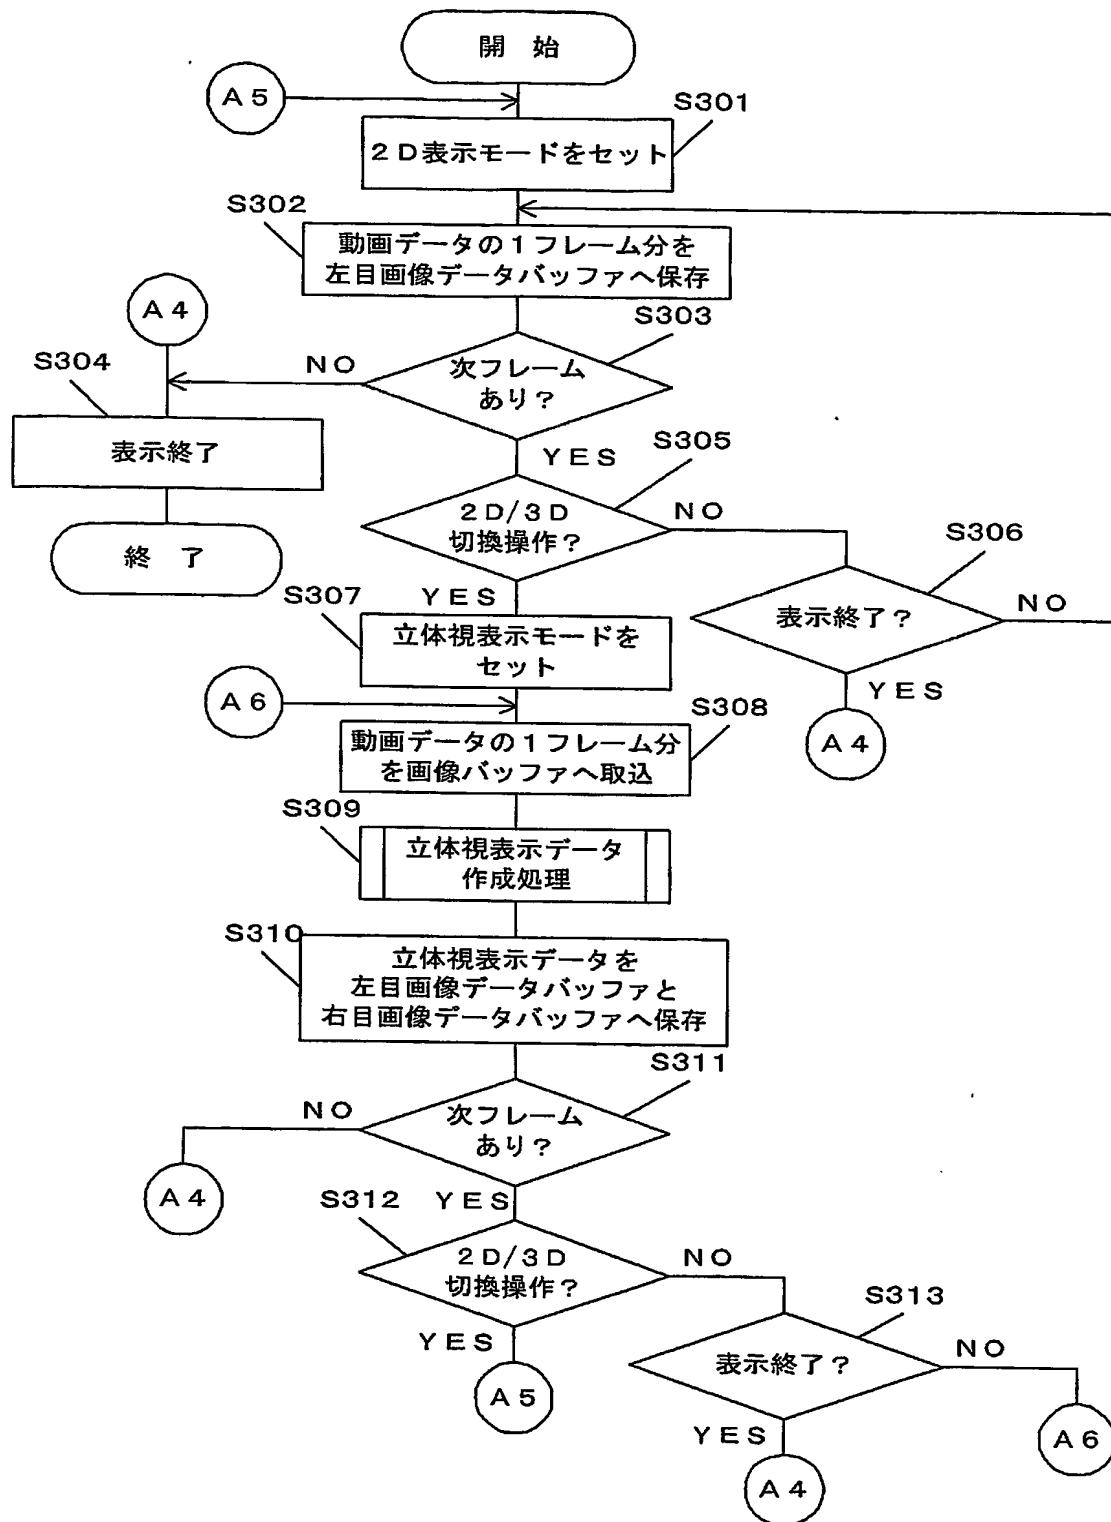 開 始
A5
S301
2D表示モードをセット
S302
動画データの1フレーム分を
左目画像データバッファへ保存
A4
S303
次フレーム
あり?
NO
S304
表示終了
終 了
YES
S305
2D/3D
切換操作?
NO
S306
表示終了?
NO
YES
A4
YES
S307
立体視表示モードを
セット
A6
S308
動画データの1フレーム分
を画像バッファへ取込
S309
立体視表示データ
作成処理
S310
立体視表示データを
左目画像データバッファと
右目画像データバッファへ保存
S311
次フレーム
あり?
NO
A4
YES
S312
2D/3D
切換操作?
NO
YES
A5
S313
表示終了?
NO
A6
YES
A4